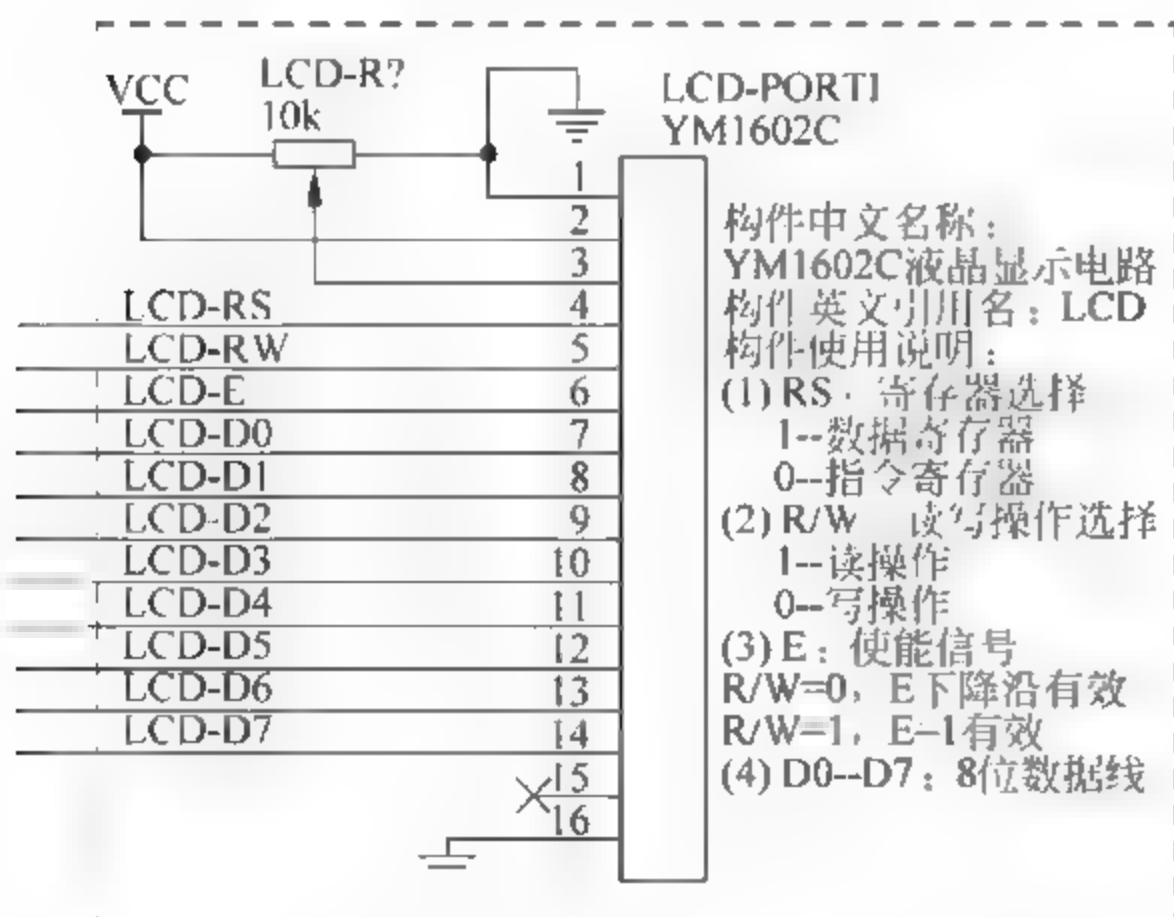 VCC
LCD-R?
10k
LCD-PORT1
YM1602C
1
2
3
4
5
6
7
8
9
10
11
12
13
14
15
16
LCD-RS
LCD-RW
LCD-E
LCD-D0
LCD-D1
LCD-D2
LCD-D3
LCD-D4
LCD-D5
LCD-D6
LCD-D7
构件中文名称：
YM1602C液晶显示电路
构件英文引用名：LCD
构件使用说明：
(1) RS：寄存器选择
1--数据寄存器
0--指令寄存器
(2) R/W 读写操作选择
1--读操作
0--写操作
(3) E：使能信号
R/W=0，E下降沿有效
R/W=1，E=1有效
(4) D0--D7：8位数据线